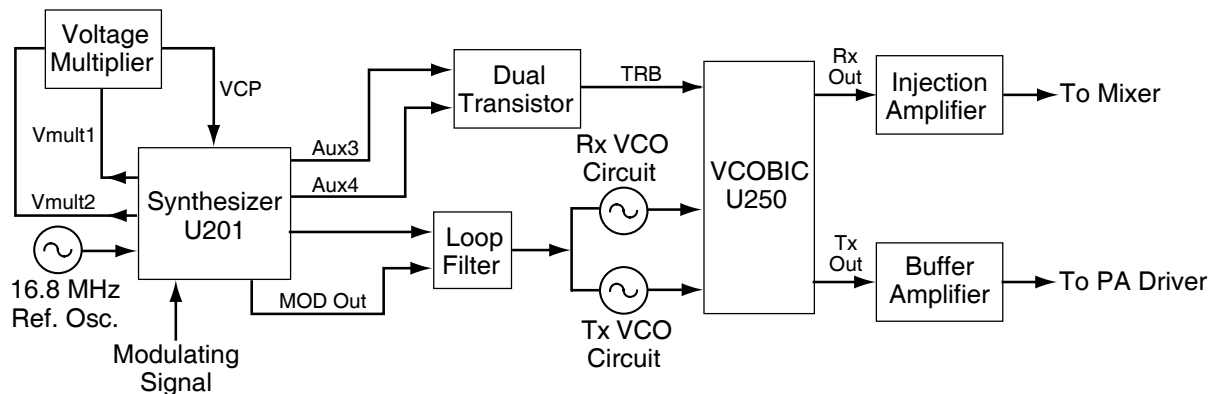 Voltage
Multiplier
VCP
Vmult1
Vmult2
Synthesizer
U201
16.8 MHz
Ref. Osc.
Modulating
Signal
Aux3
Aux4
MOD Out
Dual
Transistor
TRB
Loop
Filter
Rx VCO
Circuit
Tx VCO
Circuit
VCOBIC
U250
Rx
Out
Injection
Amplifier
To Mixer
Tx
Out
Buffer
Amplifier
To PA Driver